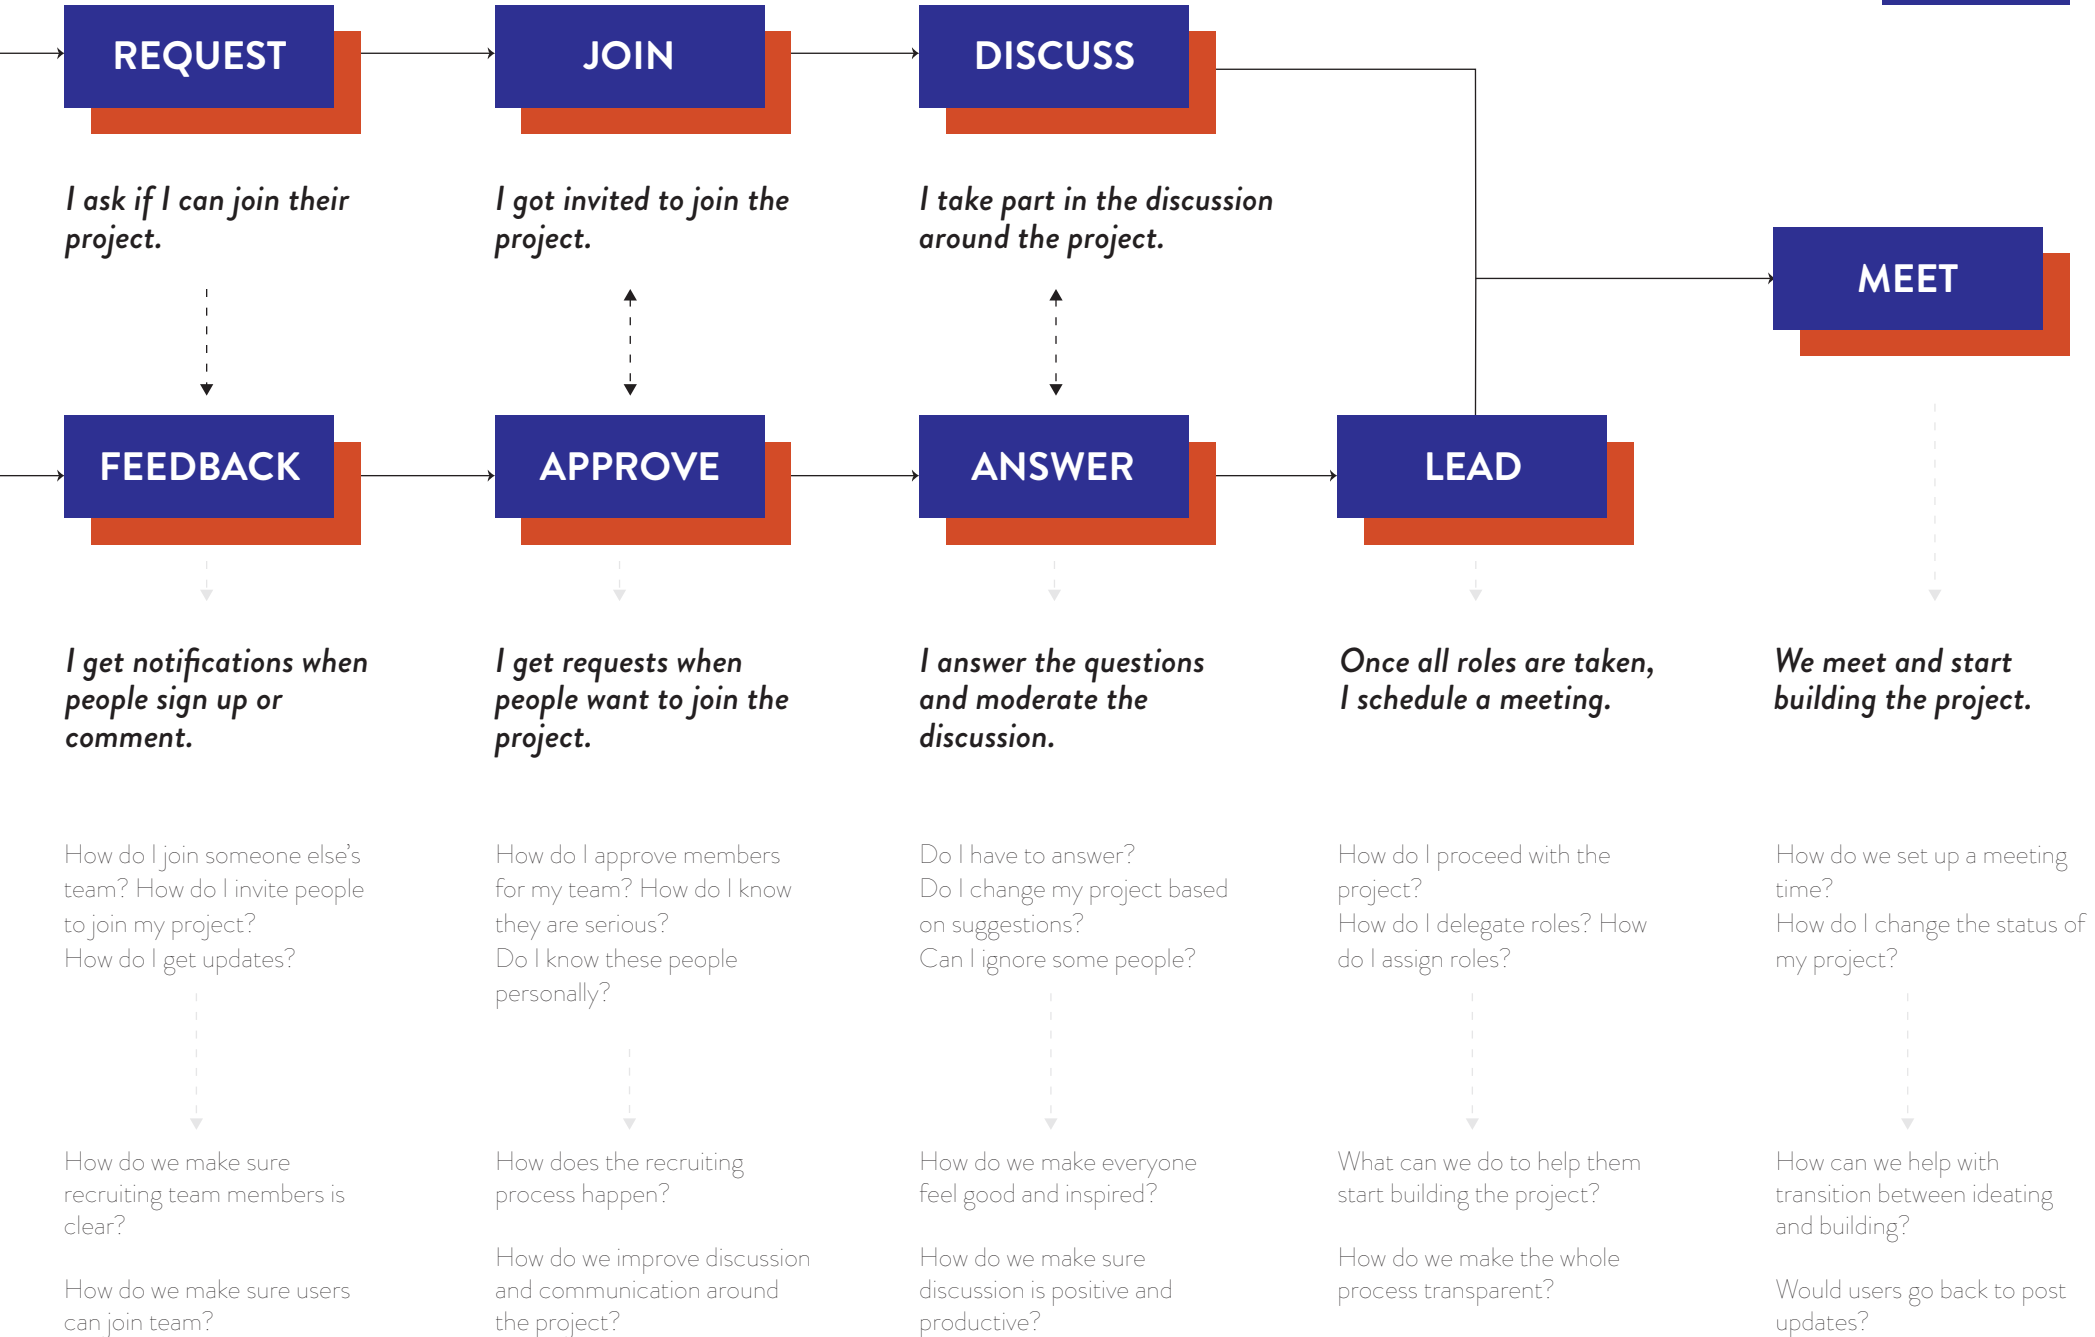 REQUEST
JOIN
DISCUSS
I ask if I can join their
project.
I got invited to join the
project.
I take part in the discussion
around the project.
MEET
FEEDBACK
APPROVE
ANSWER
LEAD
I get notifications when
people sign up or
comment.
I get requests when
people want to join the
project.
I answer the questions
and moderate the
discussion.
Once all roles are taken,
I schedule a meeting.
We meet and start
building the project.
How do I join someone else's
team? How do I invite people
to join my project?
How do I get updates?
How do I approve members
for my team? How do I know
they are serious?
Do I know these people
personally?
Do I have to answer?
Do I change my project based
on suggestions?
Can I ignore some people?
How do I proceed with the
project?
How do I delegate roles? How
do I assign roles?
How do we set up a meeting
time?
How do I change the status of
my project?
How do we make sure
recruiting team members is
clear?
How do we make sure users
can join team?
How does the recruiting
process happen?
How do we improve discussion
and communication around
the project?
How do we make everyone
feel good and inspired?
How do we make sure
discussion is positive and
productive?
What can we do to help them
start building the project?
How do we make the whole
process transparent?
How can we help with
transition between ideating
and building?
Would users go back to post
updates?